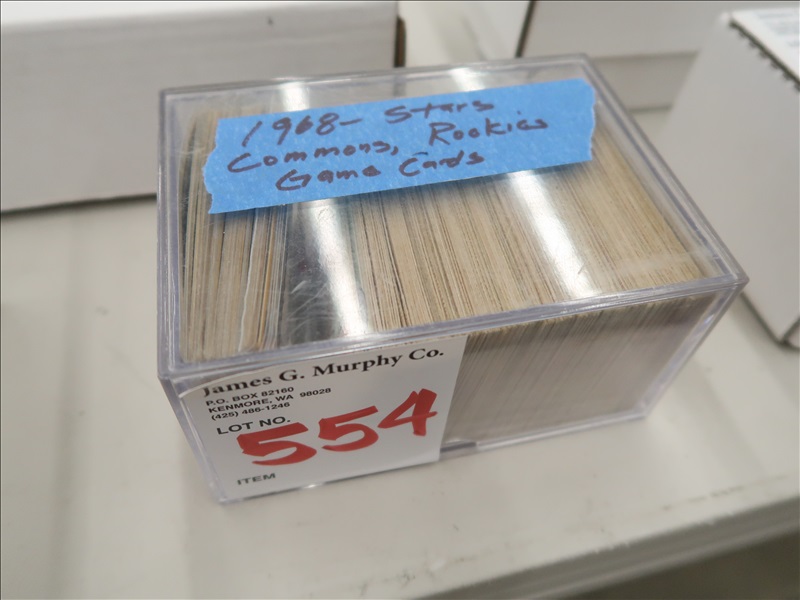 1968- Stars
Commons, Rookies
Game Cards
James G. Murphy Co.
P.O. BOX 82160
KENMORE, WA 98028
(425) 486-1246
LOT NO.
554
ITEM